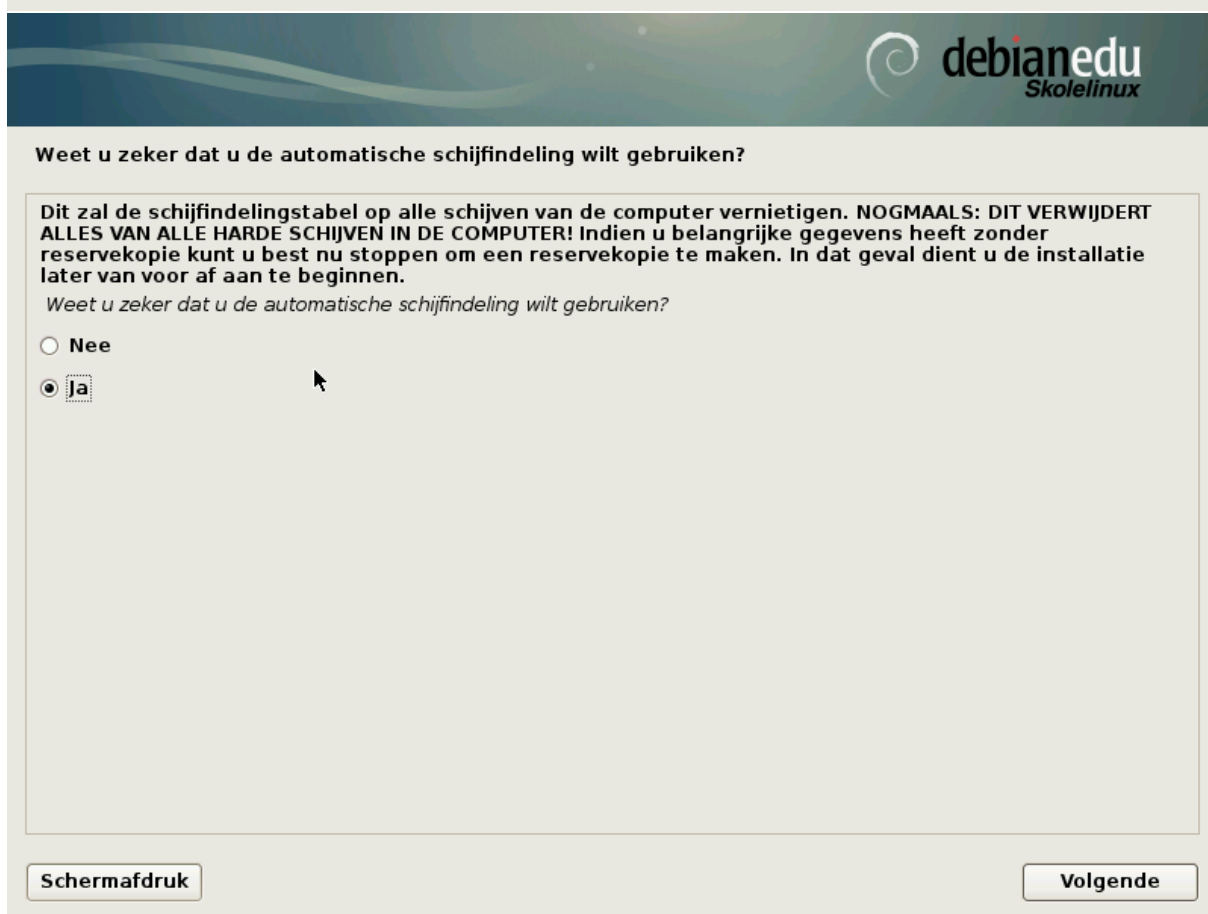 debianedu
Skolelinux
Weet u zeker dat u de automatische schijfindeling wilt gebruiken?
Dit zal de schijfindelingstabel op alle schijven van de computer vernietigen. NOGMAALS: DIT VERWIJDERT
ALLES VAN ALLE HARDE SCHIJVEN IN DE COMPUTER! Indien u belangrijke gegevens heeft zonder
reservekopie kunt u best nu stoppen om een reservekopie te maken. In dat geval dient u de installatie
later van voor af aan te beginnen.
Weet u zeker dat u de automatische schijfindeling wilt gebruiken?
Nee
Ja
Schermafdruk
Volgende